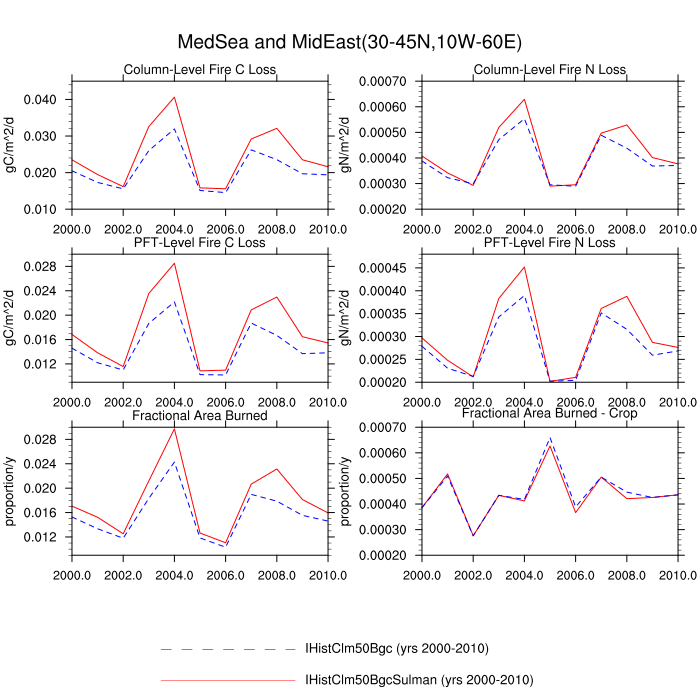 MedSea and MidEast(30-45N,10W-60E)
Column-Level Fire C Loss
gC/m^2/d
0.040
0.030
0.020
0.010
2000.0 2002.0 2004.0 2006.0 2008.0 2010.0
Column-Level Fire N Loss
gN/m^2/d
0.00070
0.00060
0.00050
0.00040
0.00030
0.00020
2000.0 2002.0 2004.0 2006.0 2008.0 2010.0
PFT-Level Fire C Loss
gC/m^2/d
0.028
0.024
0.020
0.016
0.012
2000.0 2002.0 2004.0 2006.0 2008.0 2010.0
PFT-Level Fire N Loss
gN/m^2/d
0.00045
0.00040
0.00035
0.00030
0.00025
0.00020
2000.0 2002.0 2004.0 2006.0 2008.0 2010.0
Fractional Area Burned
proportion/y
0.028
0.024
0.020
0.016
0.012
2000.0 2002.0 2004.0 2006.0 2008.0 2010.0
Fractional Area Burned - Crop
proportion/y
0.00070
0.00060
0.00050
0.00040
0.00030
0.00020
2000.0 2002.0 2004.0 2006.0 2008.0 2010.0
IHistClm50Bgc (yrs 2000-2010)
IHistClm50BgcSulman (yrs 2000-2010)